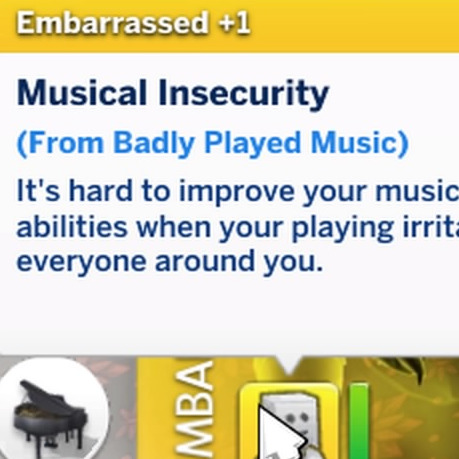 Embarrassed +1
Musical Insecurity
(From Badly Played Music)
It's hard to improve your music
abilities when your playing irrita
everyone around you.
MBA